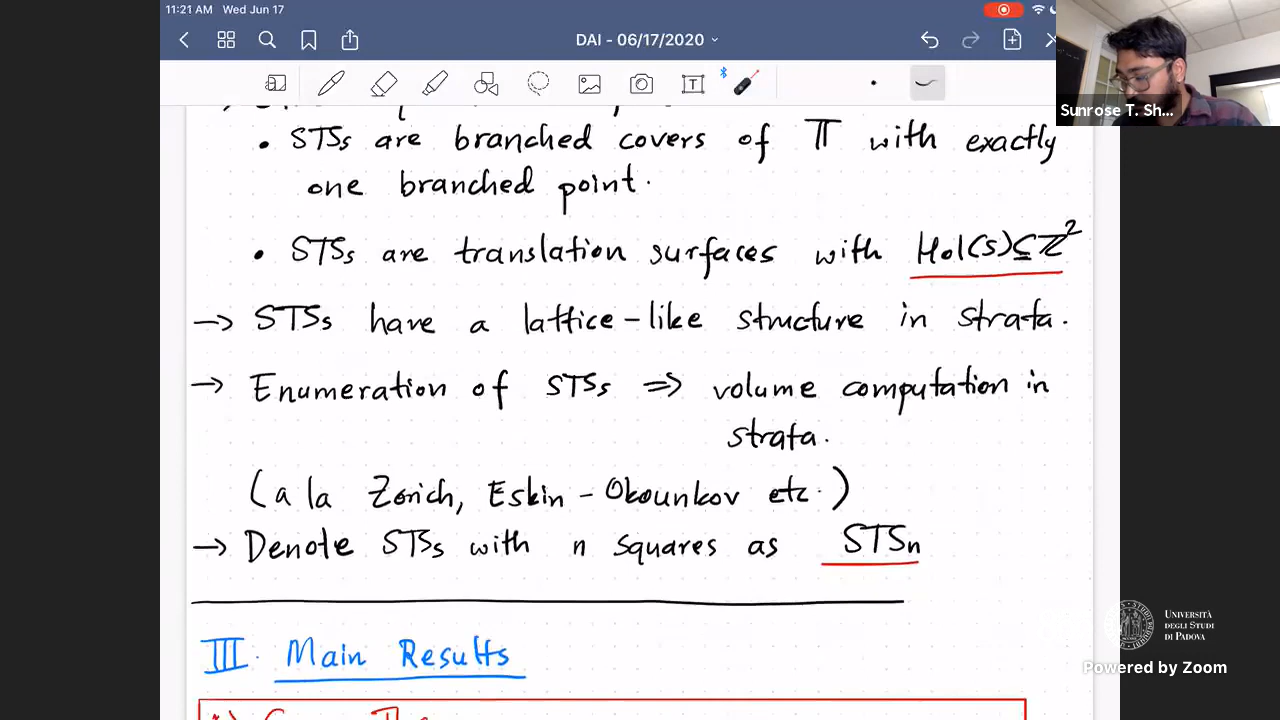 11:21 AM Wed Jun 17
DAI - 06/17/2020
T
Sunrose T. Sh...
• STSs are branched covers of 𝕋 with exactly
one branched point.
• STSs are translation surfaces with Hol(S)⊆ℤ²
→ STSs have a lattice-like structure in strata.
→ Enumeration of STSs ⇒ volume computation in
strata.
(a la Zorich, Eskin-Okounkov etc.)
→ Denote STSs with n squares as STSn
III. Main Results
UNIVERSITÀ
DEGLI STUDI
DI PADOVA
Powered by Zoom